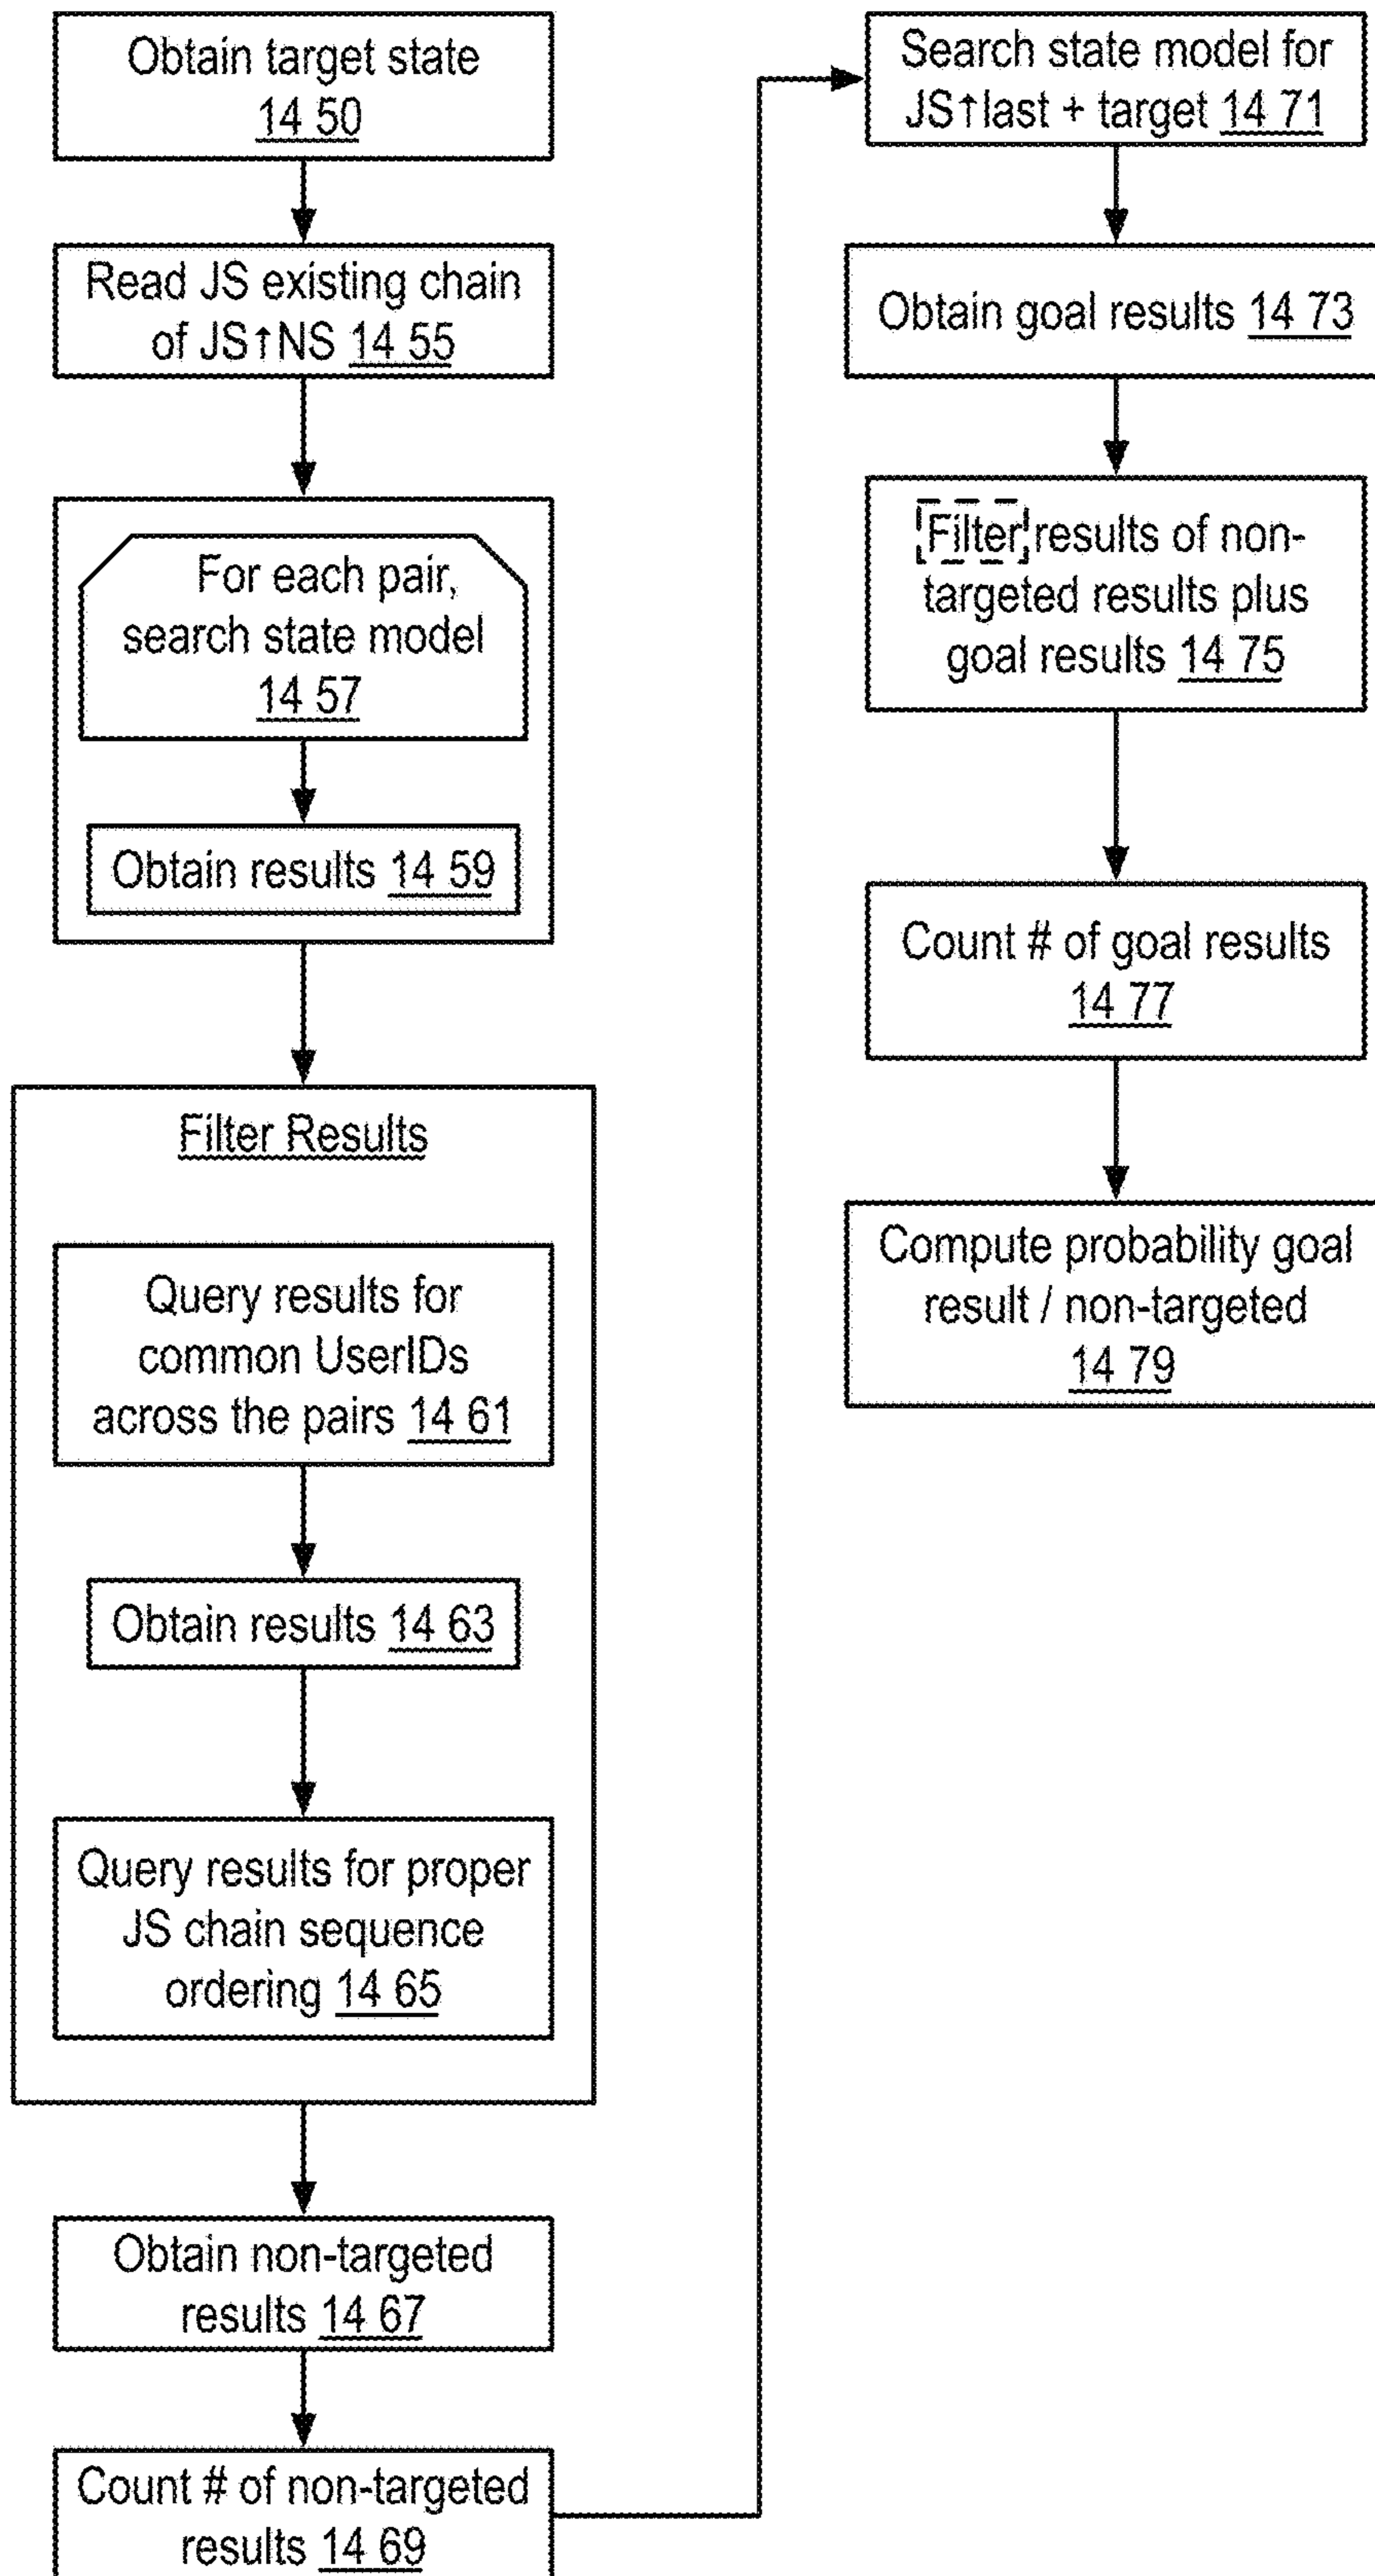 Obtain target state
14 50
Read JS existing chain
of JS↑NS 14 55
For each pair,
search state model
14 57
Obtain results 14 59
Filter Results
Query results for
common UserIDs
across the pairs 14 61
Obtain results 14 63
Query results for proper
JS chain sequence
ordering 14 65
Obtain non-targeted
results 14 67
Count # of non-targeted
results 14 69
Search state model for
JS↑last + target 14 71
Obtain goal results 14 73
Filter results of non-
targeted results plus
goal results 14 75
Count # of goal results
14 77
Compute probability goal
result / non-targeted
14 79